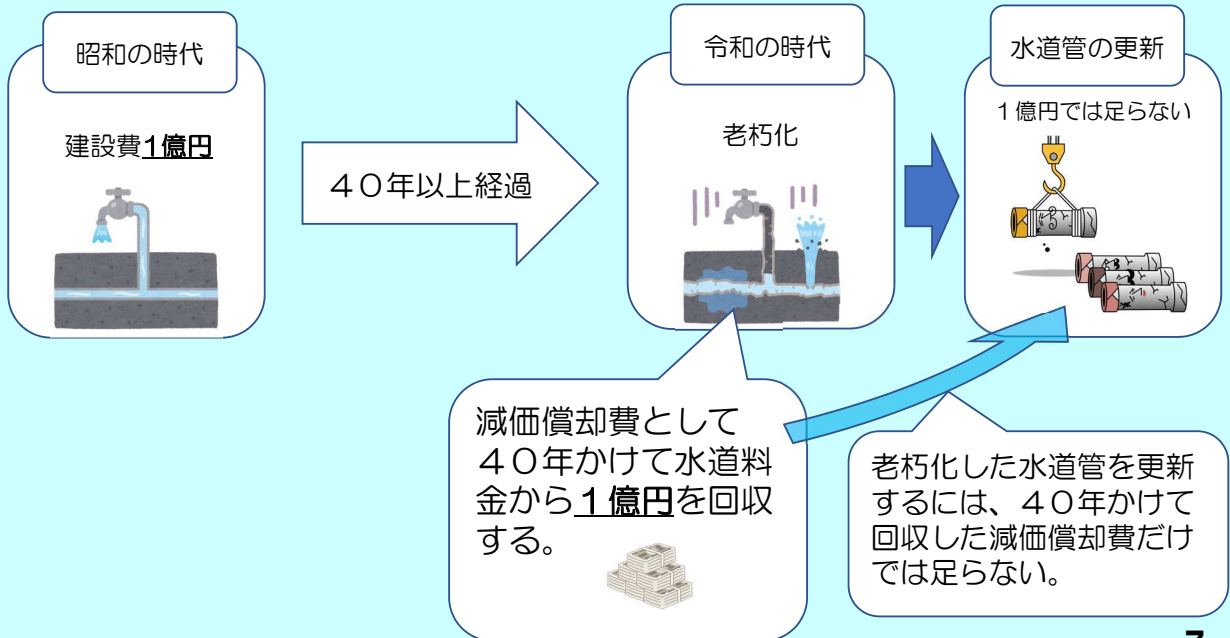 昭和の時代
建設費1億円
４０年以上経過
令和の時代
老朽化
水道管の更新
１億円では足らない
減価償却費として
４０年かけて水道料
金から１億円を回収
する。
老朽化した水道管を更新
するには、４０年かけて
回収した減価償却費だけ
では足らない。